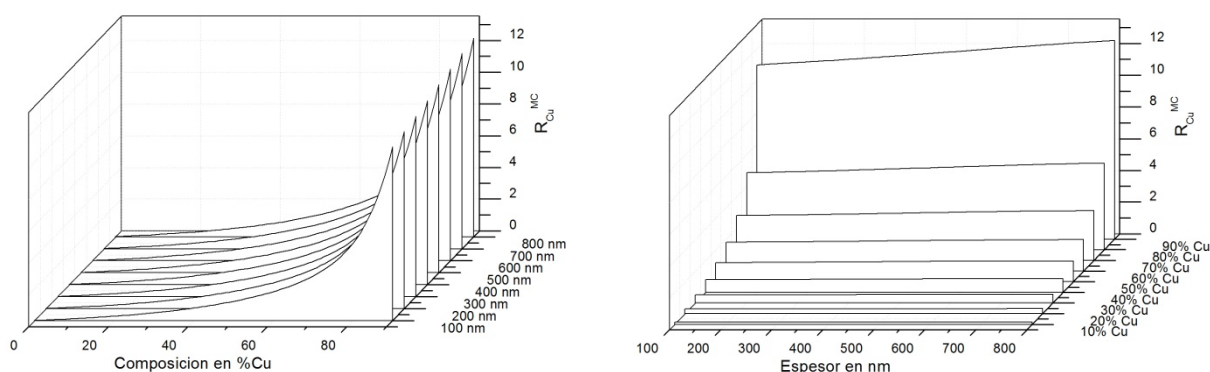 12
10
8
6
4
2
0
R_Cu^MC
800 nm
700 nm
600 nm
500 nm
400 nm
300 nm
200 nm
100 nm
0 20 40 60 80
Composicion en %Cu
12
10
8
6
4
2
0
R_Cu^MC
90% Cu
80% Cu
70% Cu
60% Cu
50% Cu
40% Cu
30% Cu
20% Cu
10% Cu
100 200 300 400 500 600 700 800
Espesor en nm